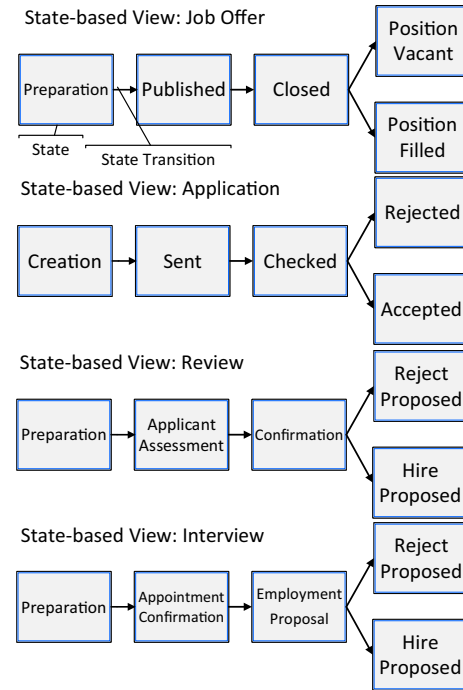 State-based View: Job Offer
Preparation
Published
Closed
Position
Vacant
Position
Filled
State
State Transition
State-based View: Application
Creation
Sent
Checked
Rejected
Accepted
State-based View: Review
Preparation
Applicant
Assessment
Confirmation
Reject
Proposed
Hire
Proposed
State-based View: Interview
Preparation
Appointment
Confirmation
Employment
Proposal
Reject
Proposed
Hire
Proposed